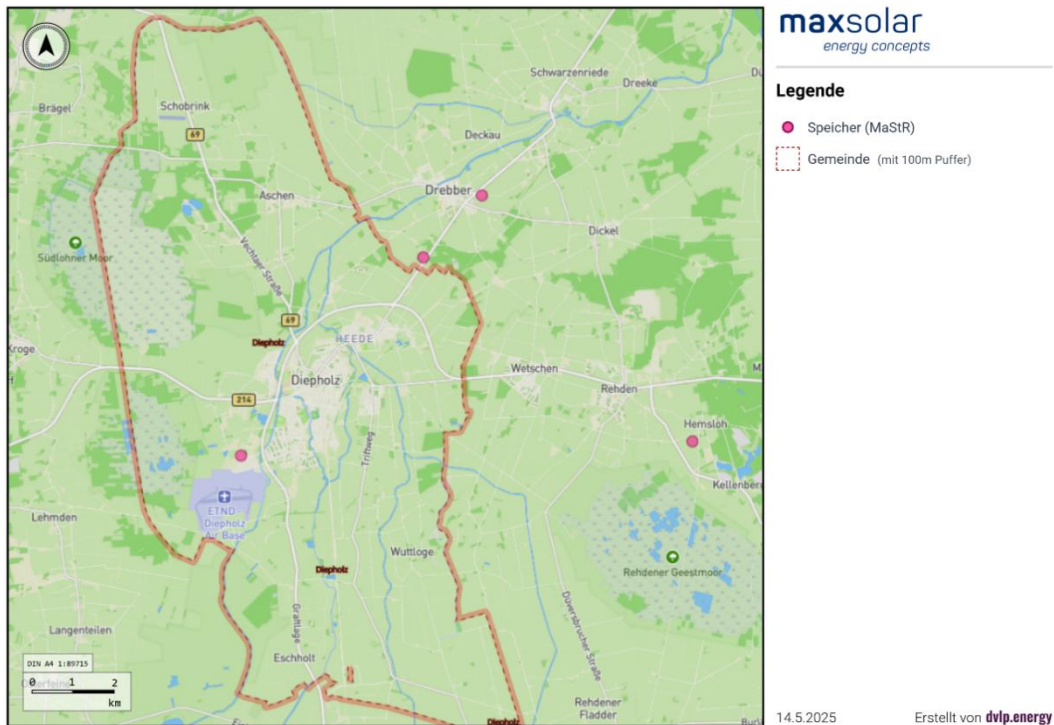 Schwarzenriede
Dreeke
Brägel
Schobrink
69
Deckau
Drebber
Aschen
Dickel
Südlohner Moor
Vechtaer Straße
69
Diepholz
HEEDE
Kroge
Wetschen
Diepholz
Rehden
214
Hemsloh
Triftweg
Kellenberg
ETND
Diepholz
Air Base
Lehmden
Wuttloge
Diepholz
Rehdener Geestmoor
Grafflage
Düversbrucher Straße
Langenteilen
Eschholt
DIN A4 1:89715
0 1 2
km
Rehdener
Fladder
Diepholz
maxsolar
energy concepts
Legende
Speicher (MaStR)
Gemeinde (mit 100m Puffer)
14.5.2025
Erstellt von dvlp.energy